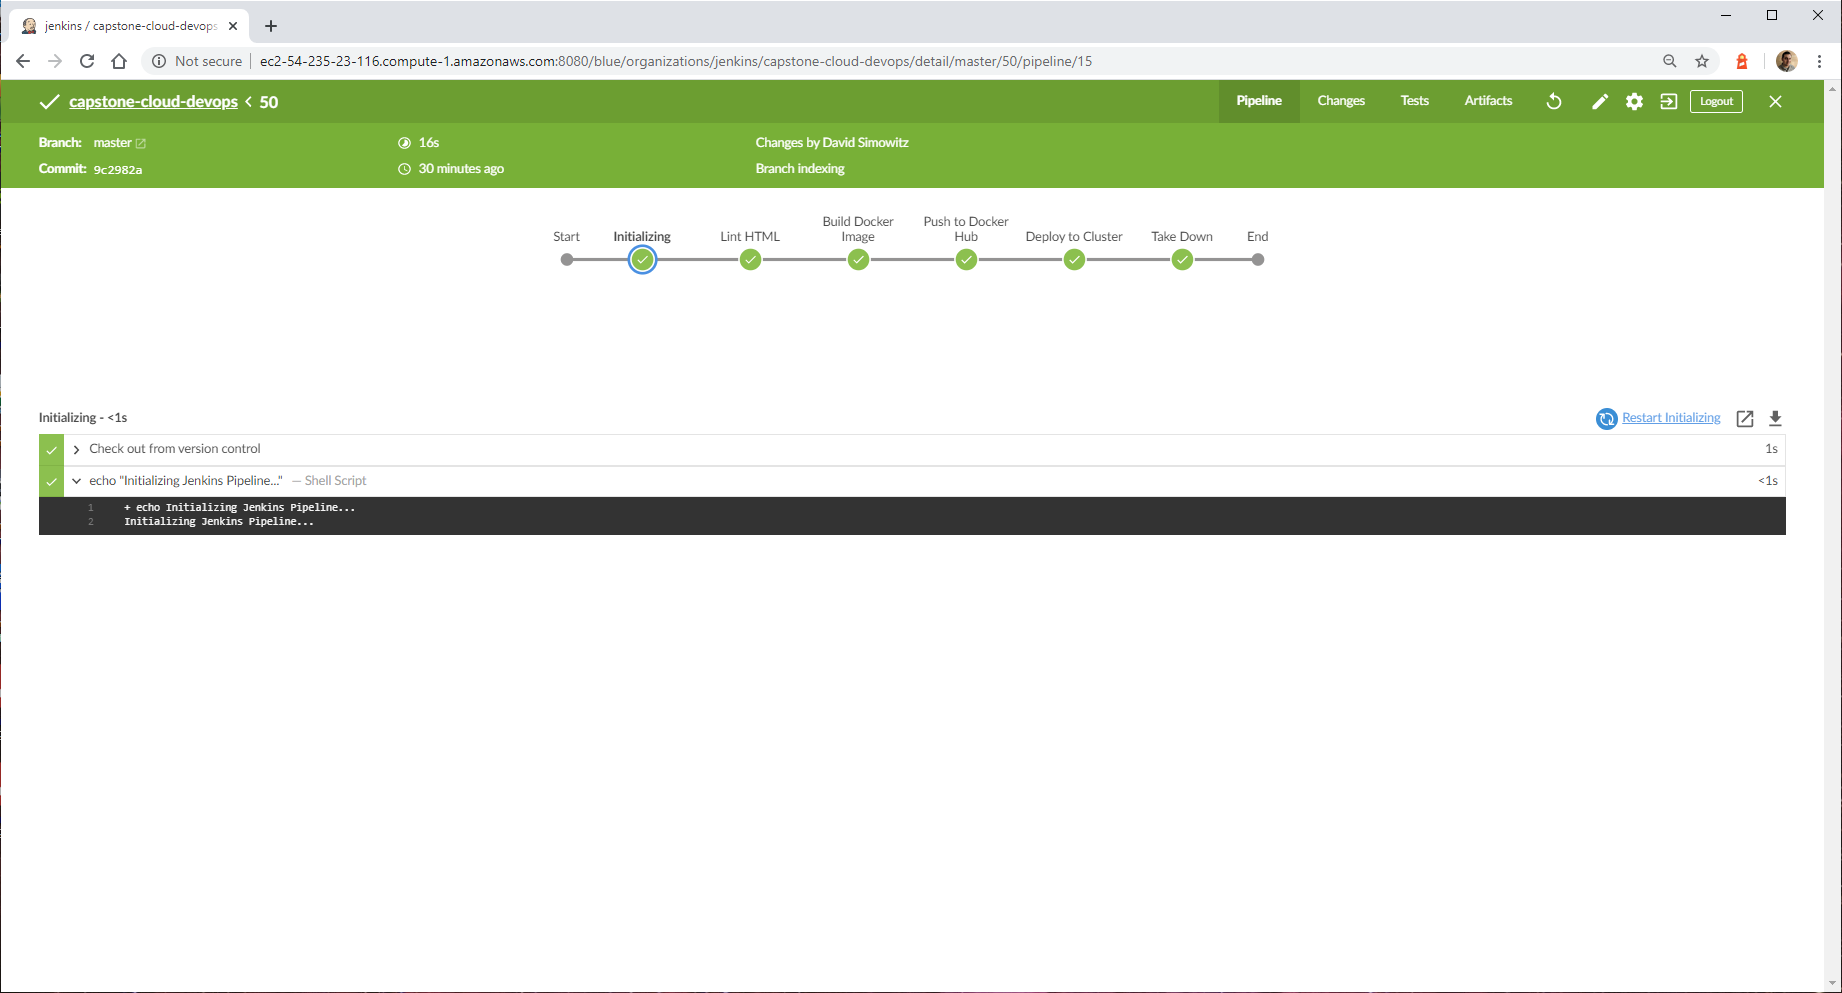 jenkins / capstone-cloud-devops
Not secure
ec2-54-235-23-116.compute-1.amazonaws.com:8080/blue/organizations/jenkins/capstone-cloud-devops/detail/master/50/pipeline/15
capstone-cloud-devops < 50
Pipeline
Changes
Tests
Artifacts
Logout
Branch: master
16s
Changes by David Simowitz
Commit: 9c2982a
30 minutes ago
Branch indexing
Start
Initializing
Lint HTML
Build Docker
Image
Push to Docker
Hub
Deploy to Cluster
Take Down
End
Initializing - <1s
Restart Initializing
Check out from version control
1s
echo "Initializing Jenkins Pipeline..." — Shell Script
<1s
1 + echo Initializing Jenkins Pipeline...
2 Initializing Jenkins Pipeline...